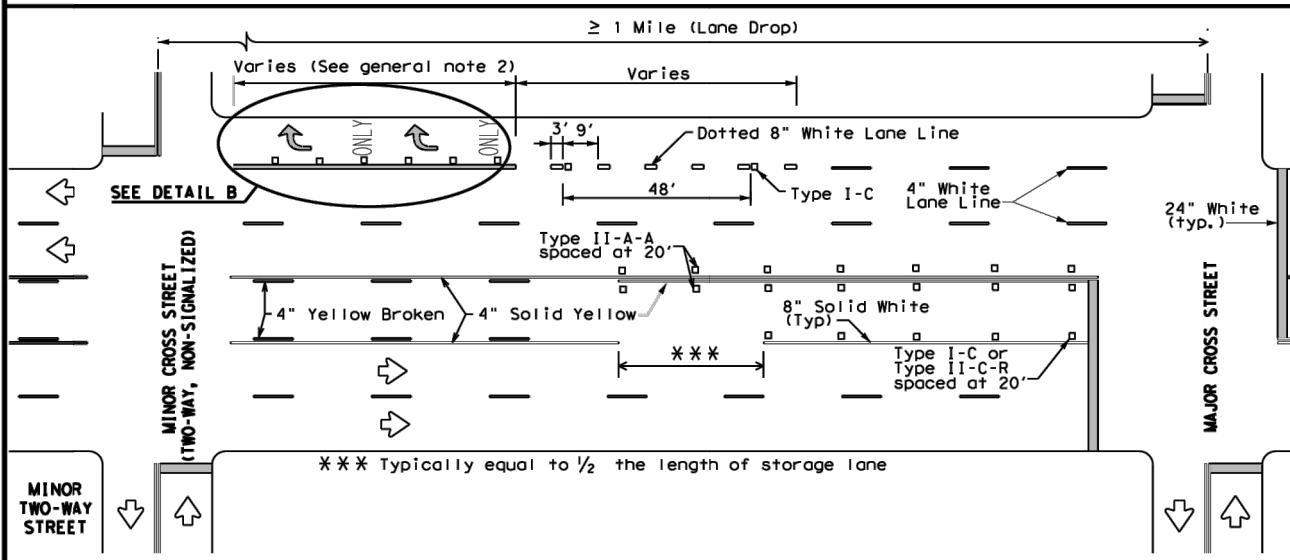 ≥ 1 Mile (Lane Drop)
Varies (See general note 2)
Varies
ONLY
ONLY
3' 9'
Dotted 8" White Lane Line
SEE DETAIL B
48'
Type I-C
4" White
Lane Line
24" White
(typ.)
Type II-A-A
spaced at 20'
MINOR CROSS STREET
(TWO-WAY, NON-SIGNALIZED)
4" Yellow Broken
4" Solid Yellow
8" Solid White
(Typ)
***
Type I-C or
Type II-C-R
spaced at 20'
MAJOR CROSS STREET
*** Typically equal to 1/2 the length of storage lane
MINOR
TWO-WAY
STREET